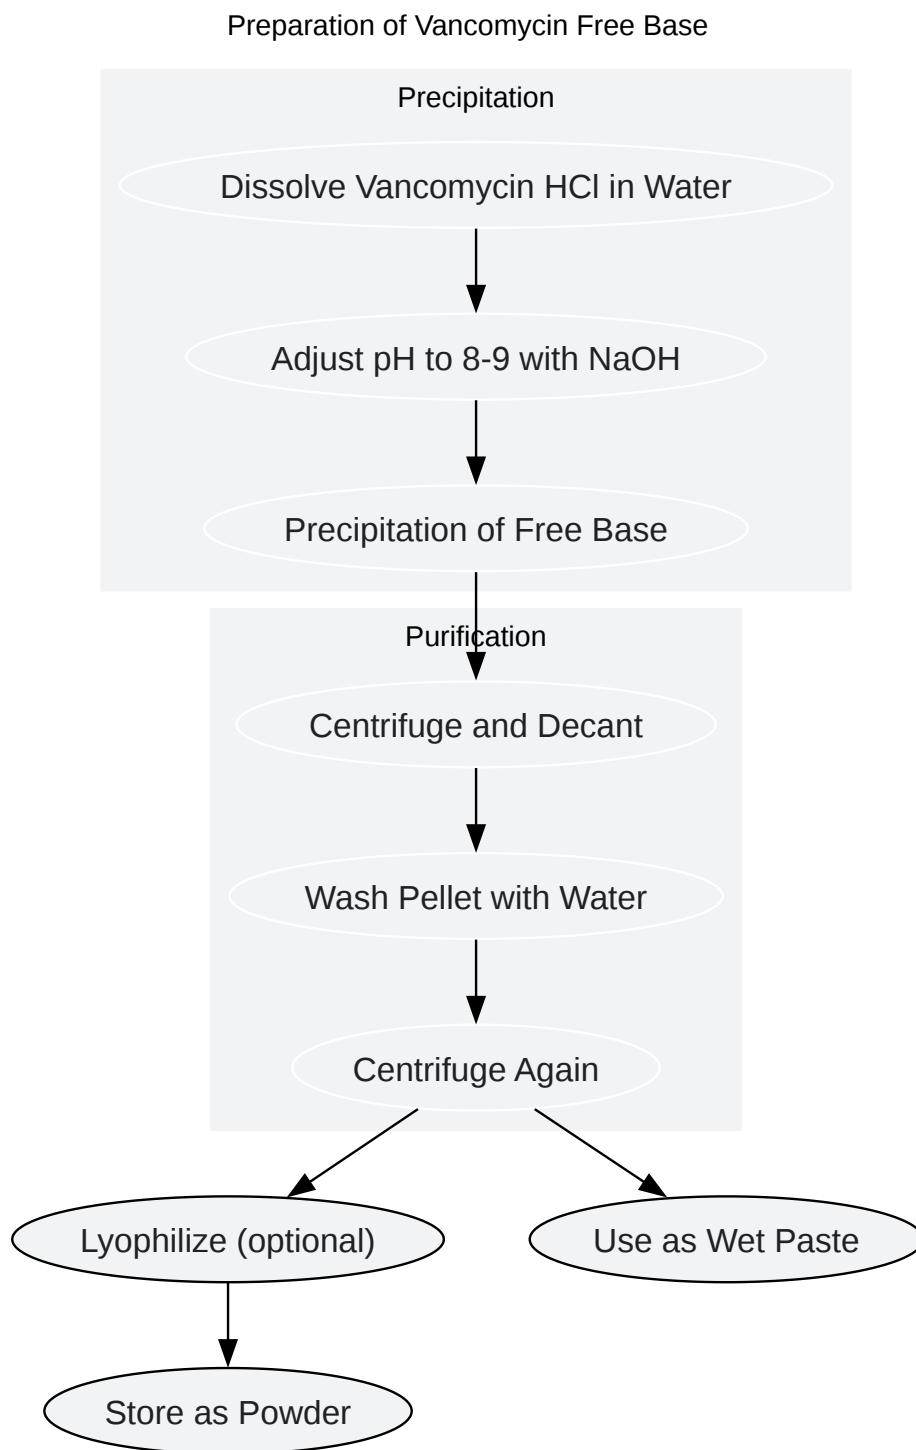 Preparation of Vancomycin Free Base
Precipitation
Dissolve Vancomycin HCl in Water
Adjust pH to 8-9 with NaOH
Precipitation of Free Base
Purification
Centrifuge and Decant
Wash Pellet with Water
Centrifuge Again
Lyophilize (optional)
Use as Wet Paste
Store as Powder